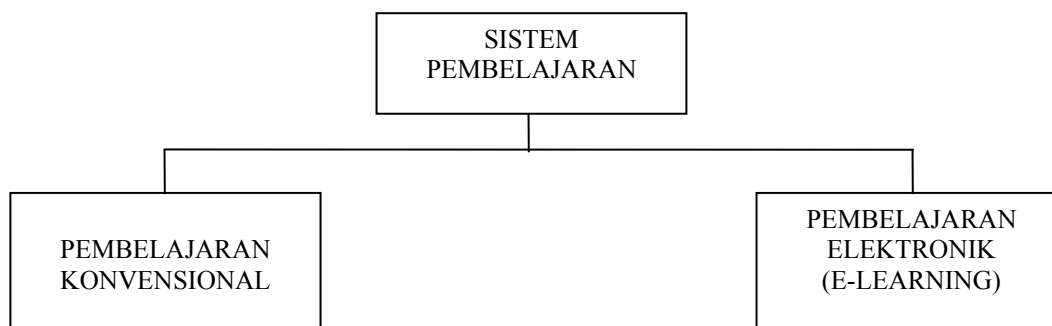 SISTEM
PEMBELAJARAN
PEMBELAJARAN
KONVENSIONAL
PEMBELAJARAN
ELEKTRONIK
(E-LEARNING)